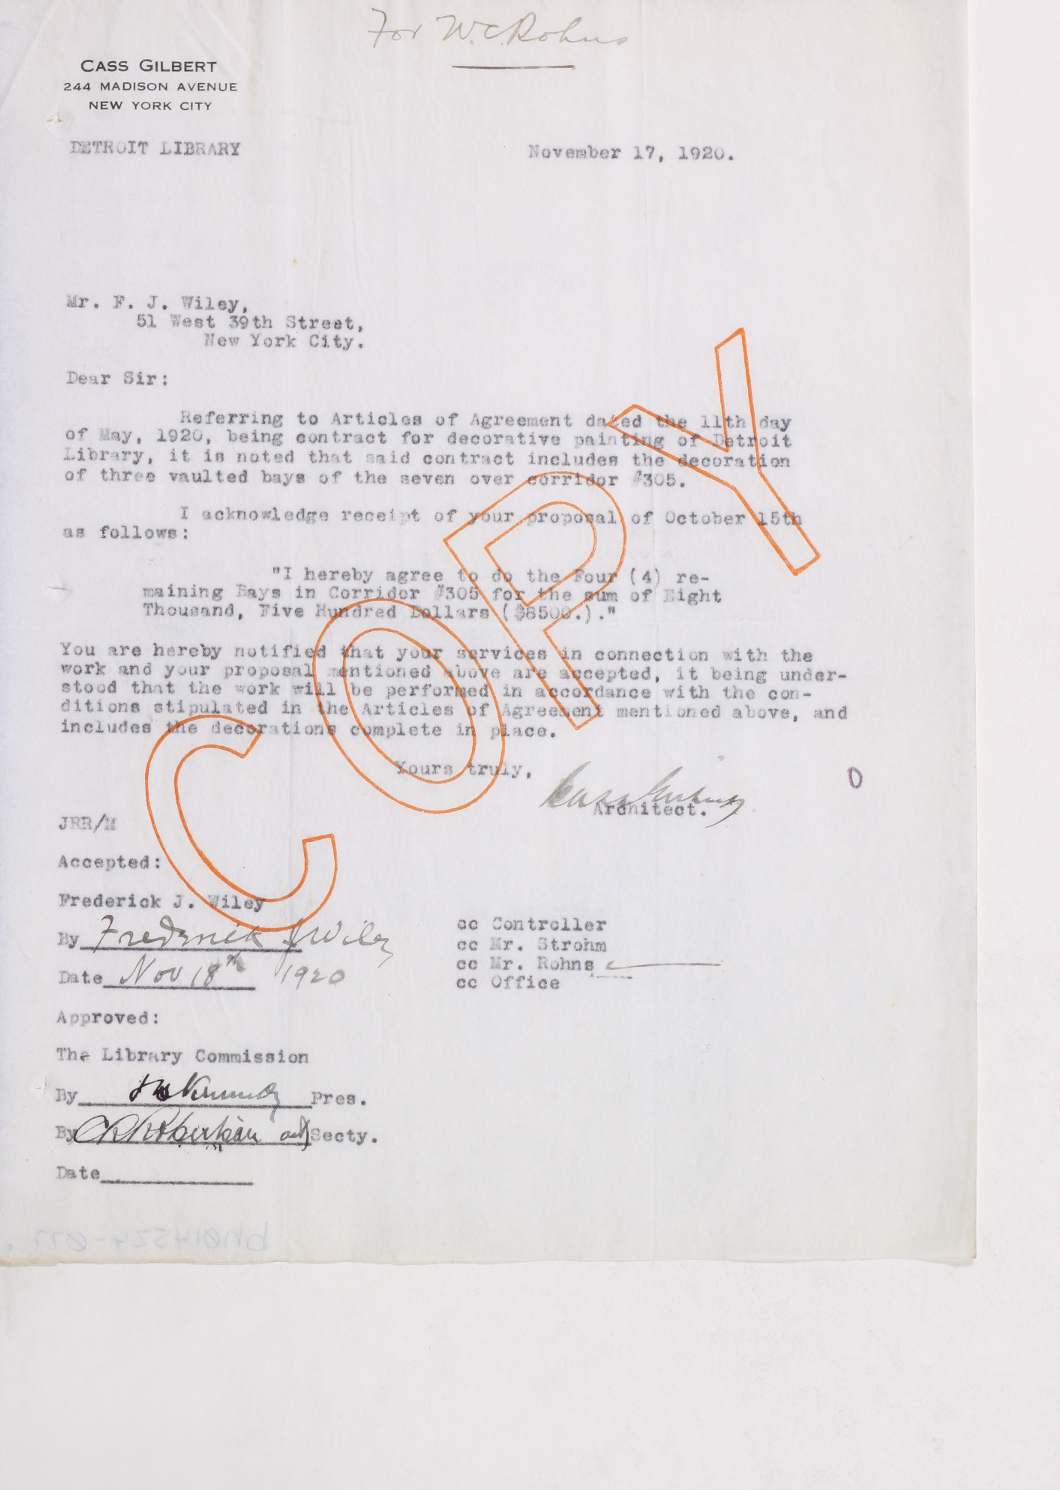 For W.C. Rohns
CASS GILBERT
244 MADISON AVENUE
NEW YORK CITY
DETROIT LIBRARY
November 17, 1920.
Mr. F. J. Wiley,
51 West 39th Street,
New York City.
Dear Sir:
Referring to Articles of Agreement dated the 11th day
of May, 1920, being contract for decorative painting of Detroit
Library, it is noted that said contract includes the decoration
of three vaulted bays of the seven over corridor #305.
I acknowledge receipt of your proposal of October 15th
as follows:
"I hereby agree to do the Four (4) re-
maining Bays in Corridor #305 for the sum of Eight
Thousand, Five Hundred Dollars ($8500.)."
You are hereby notified that your services in connection with the
work and your proposal mentioned above are accepted, it being under-
stood that the work will be performed in accordance with the con-
ditions stipulated in the Articles of Agreement mentioned above, and
includes the decorations complete in place.
Yours truly,
Cass Gilbert
Architect.
JRR/M
Accepted:
Frederick J. Wiley
By Frederick J Wiley
Date Nov 18th 1920
cc Controller
cc Mr. Strohm
cc Mr. Rohns
cc Office
Approved:
The Library Commission
By Pres.
By Secty.
Date
COPY